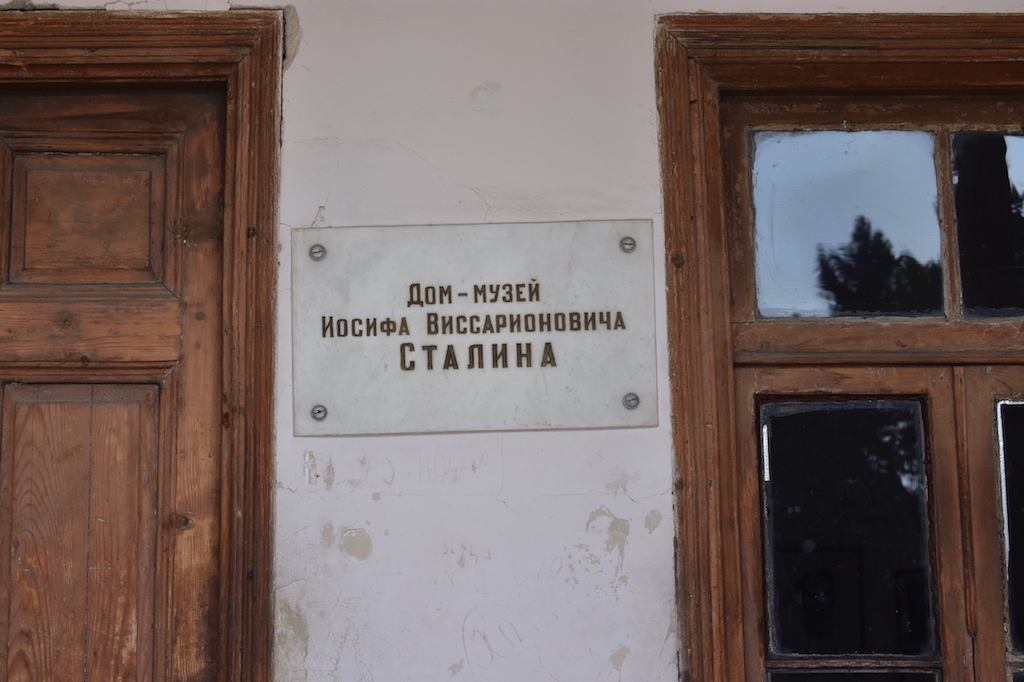 Дом-музей
Иосифа Виссарионовича
Сталина